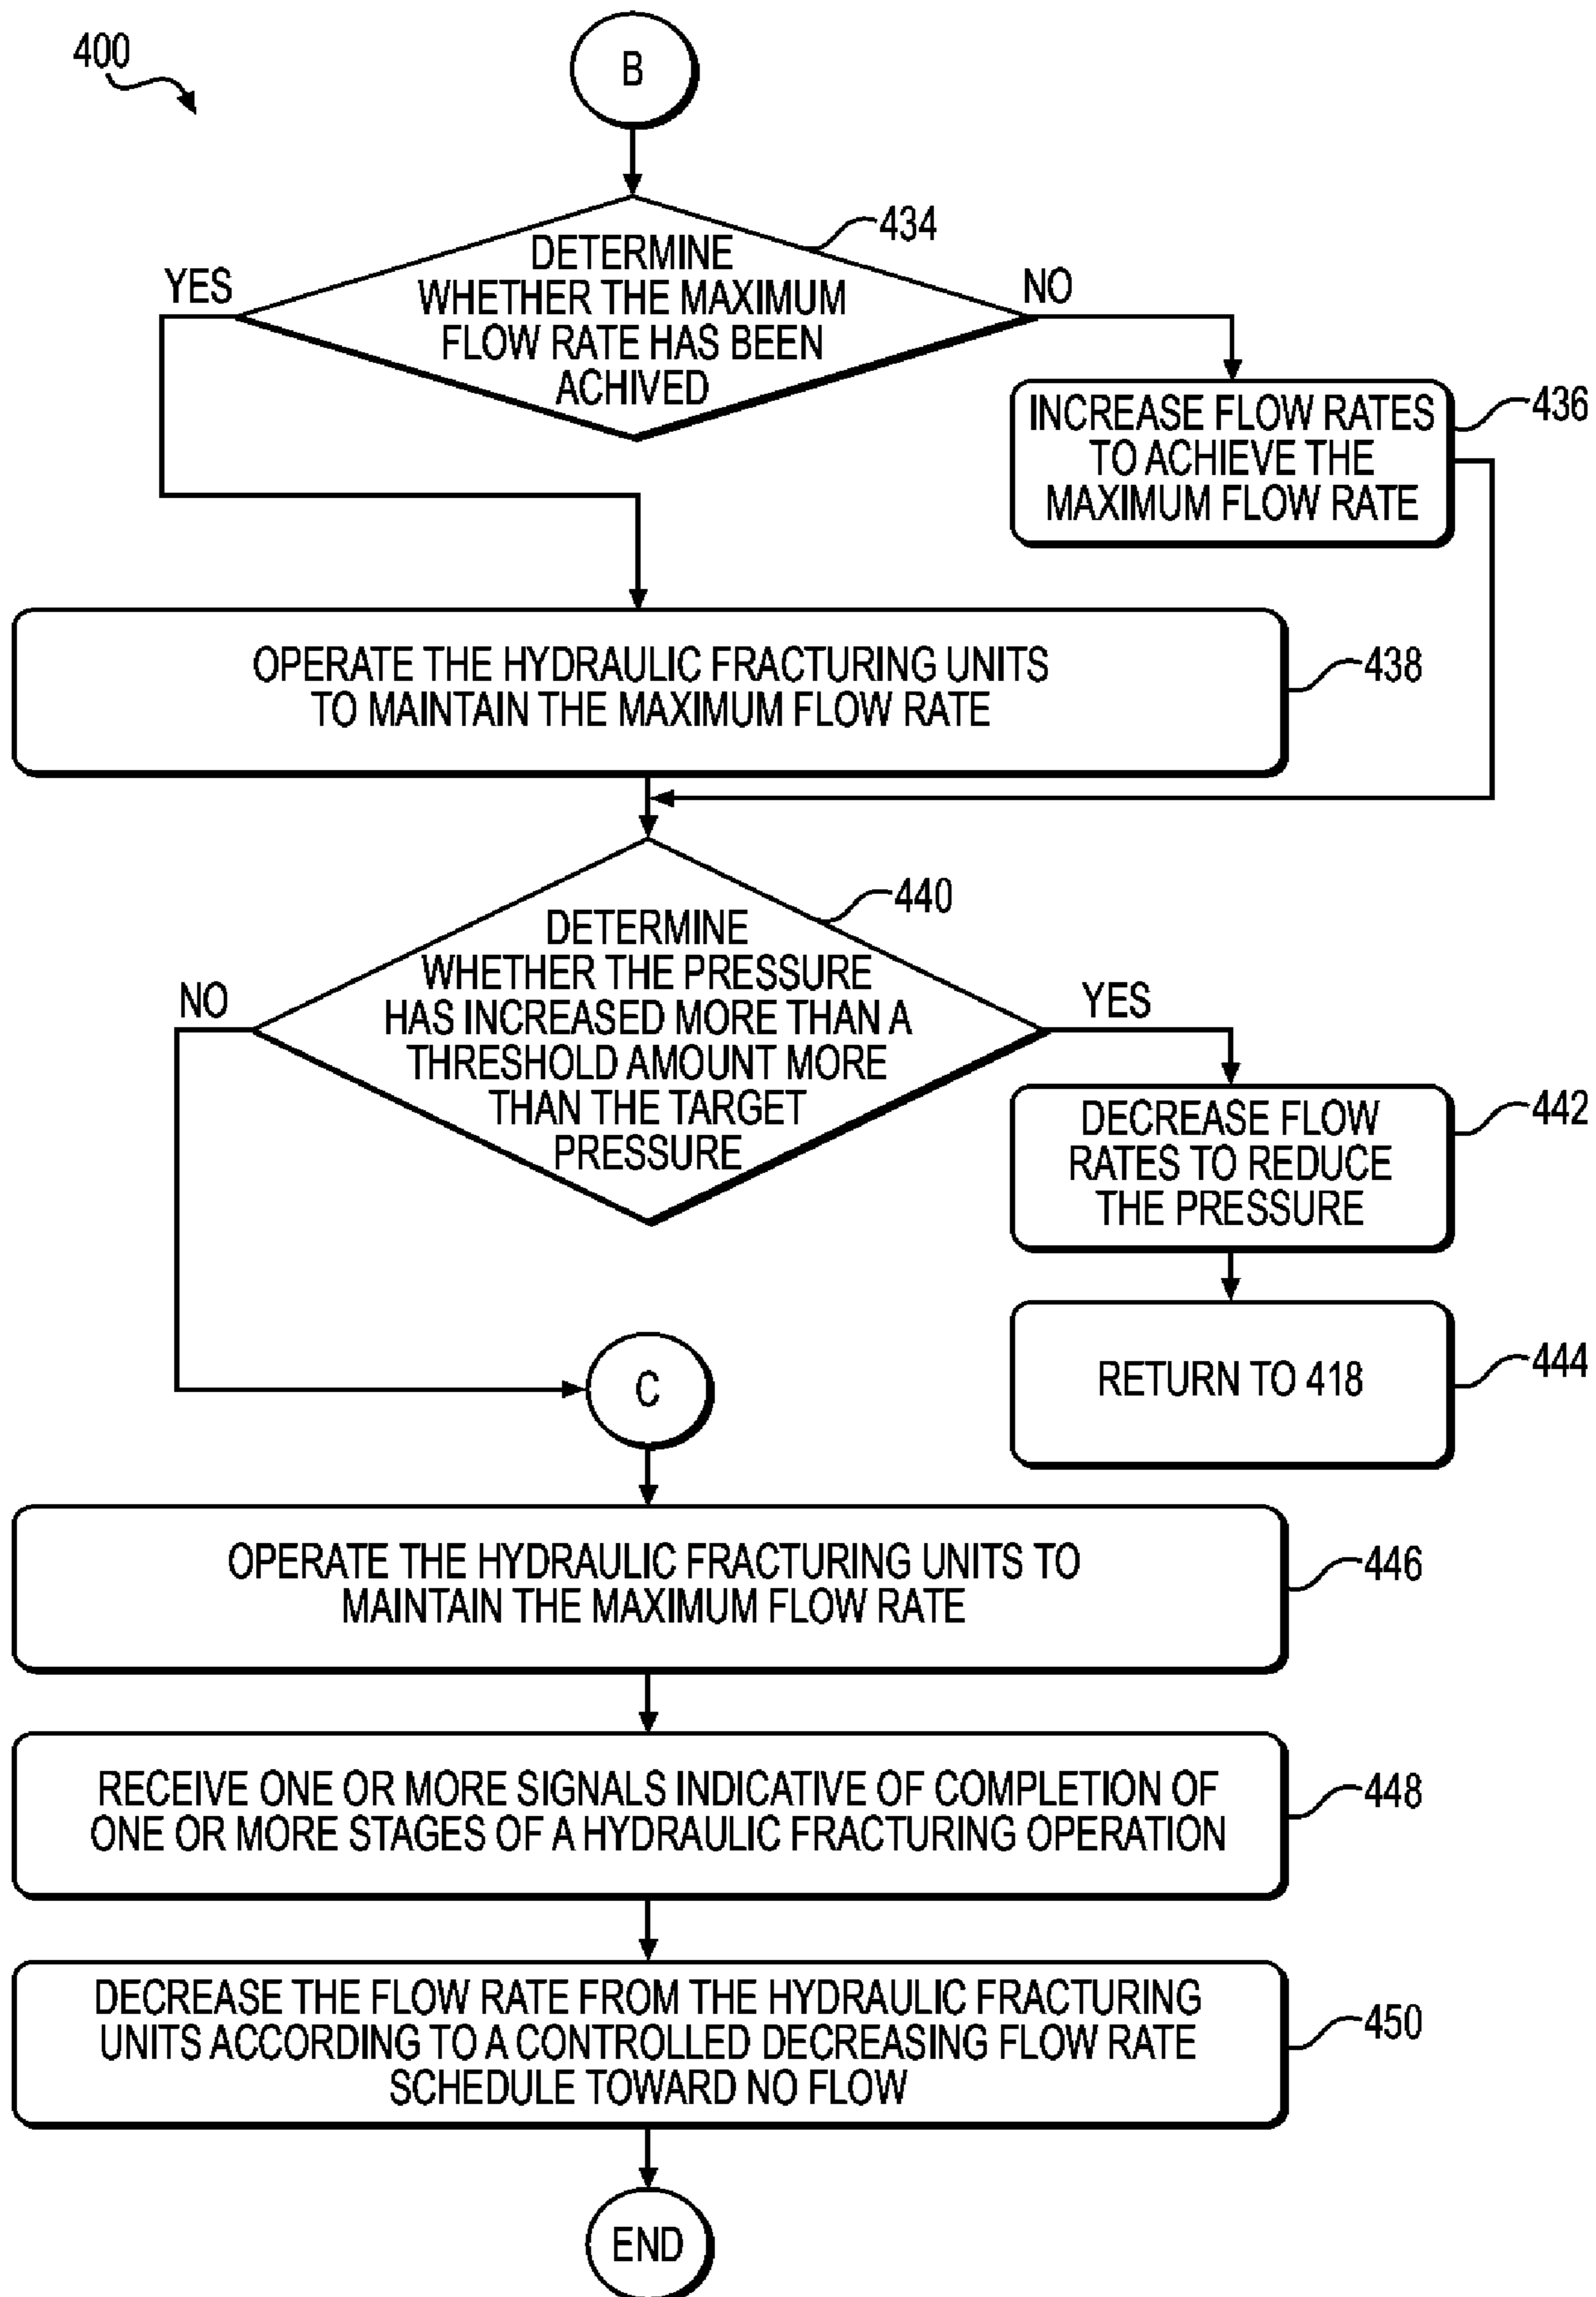 400
B
434
DETERMINE
WHETHER THE MAXIMUM
FLOW RATE HAS BEEN
ACHIVED
YES
NO
INCREASE FLOW RATES
TO ACHIEVE THE
MAXIMUM FLOW RATE
436
OPERATE THE HYDRAULIC FRACTURING UNITS
TO MAINTAIN THE MAXIMUM FLOW RATE
438
440
DETERMINE
WHETHER THE PRESSURE
HAS INCREASED MORE THAN A
THRESHOLD AMOUNT MORE
THAN THE TARGET
PRESSURE
NO
YES
DECREASE FLOW
RATES TO REDUCE
THE PRESSURE
442
RETURN TO 418
444
C
OPERATE THE HYDRAULIC FRACTURING UNITS TO
MAINTAIN THE MAXIMUM FLOW RATE
446
RECEIVE ONE OR MORE SIGNALS INDICATIVE OF COMPLETION OF
ONE OR MORE STAGES OF A HYDRAULIC FRACTURING OPERATION
448
DECREASE THE FLOW RATE FROM THE HYDRAULIC FRACTURING
UNITS ACCORDING TO A CONTROLLED DECREASING FLOW RATE
SCHEDULE TOWARD NO FLOW
450
END